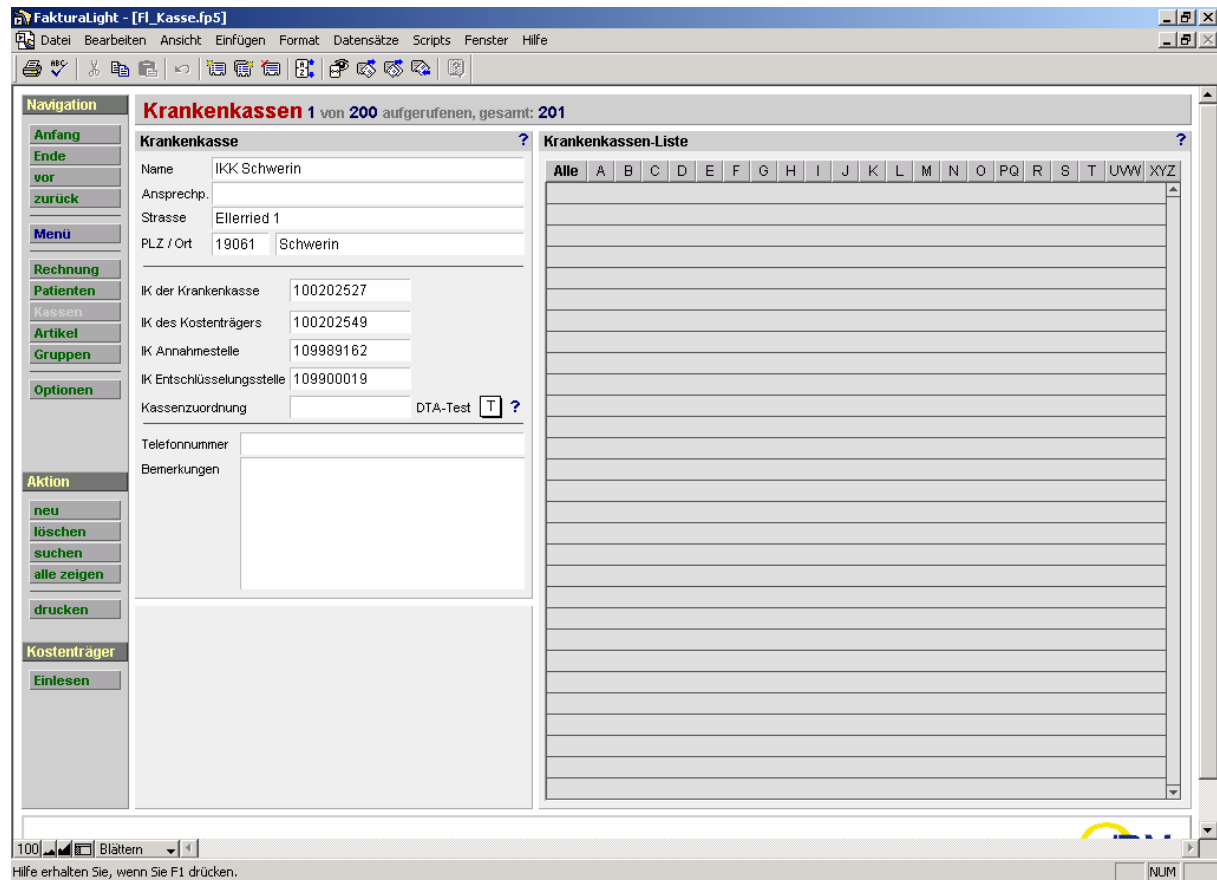 FakturaLight - [Fl_Kasse.fp5]
Datei Bearbeiten Ansicht Einfügen Format Datensätze Scripts Fenster Hilfe
Navigation
Anfang
Ende
vor
zurück
Menü
Rechnung
Patienten
Kassen
Artikel
Gruppen
Optionen
Aktion
neu
löschen
suchen
alle zeigen
drucken
Kostenträger
Einlesen
Krankenkassen 1 von 200 aufgerufenen, gesamt: 201
Krankenkasse ?
Name IKK Schwerin
Ansprechp.
Strasse Ellerried 1
PLZ / Ort 19061 Schwerin
IK der Krankenkasse 100202527
IK des Kostenträgers 100202549
IK Annahmestelle 109989162
IK Entschlüsselungsstelle 109900019
Kassenzuordnung DTA-Test T ?
Telefonnummer
Bemerkungen
Krankenkassen-Liste ?
Alle A B C D E F G H I J K L M N O PQ R S T UVW XYZ
100 Blättern
Hilfe erhalten Sie, wenn Sie F1 drücken.
NUM